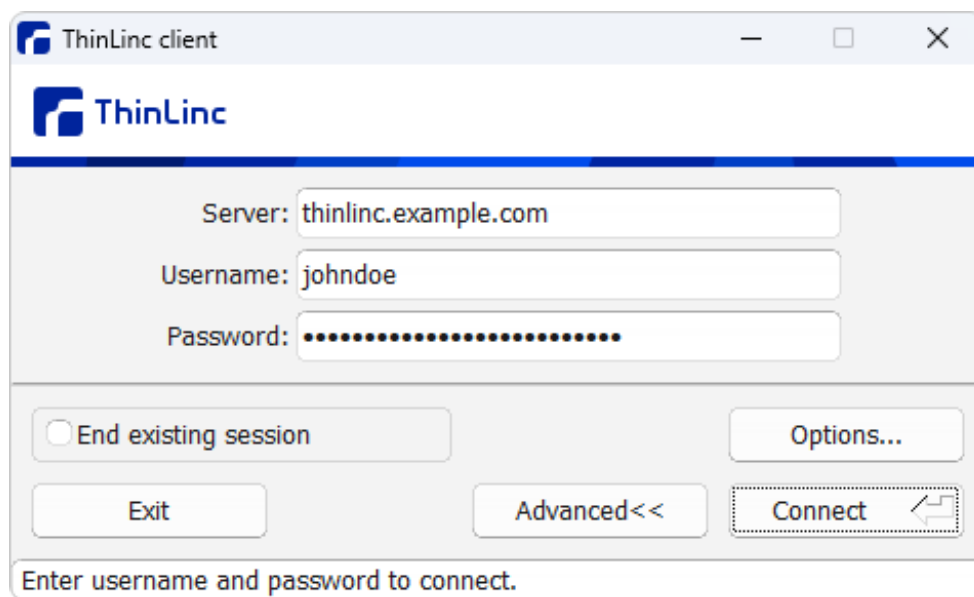 ThinLinc client
ThinLinc
Server: thinlinc.example.com
Username: johndoe
Password: ••••••••••••••••••••••••••
End existing session
Options...
Exit
Advanced<<
Connect
Enter username and password to connect.